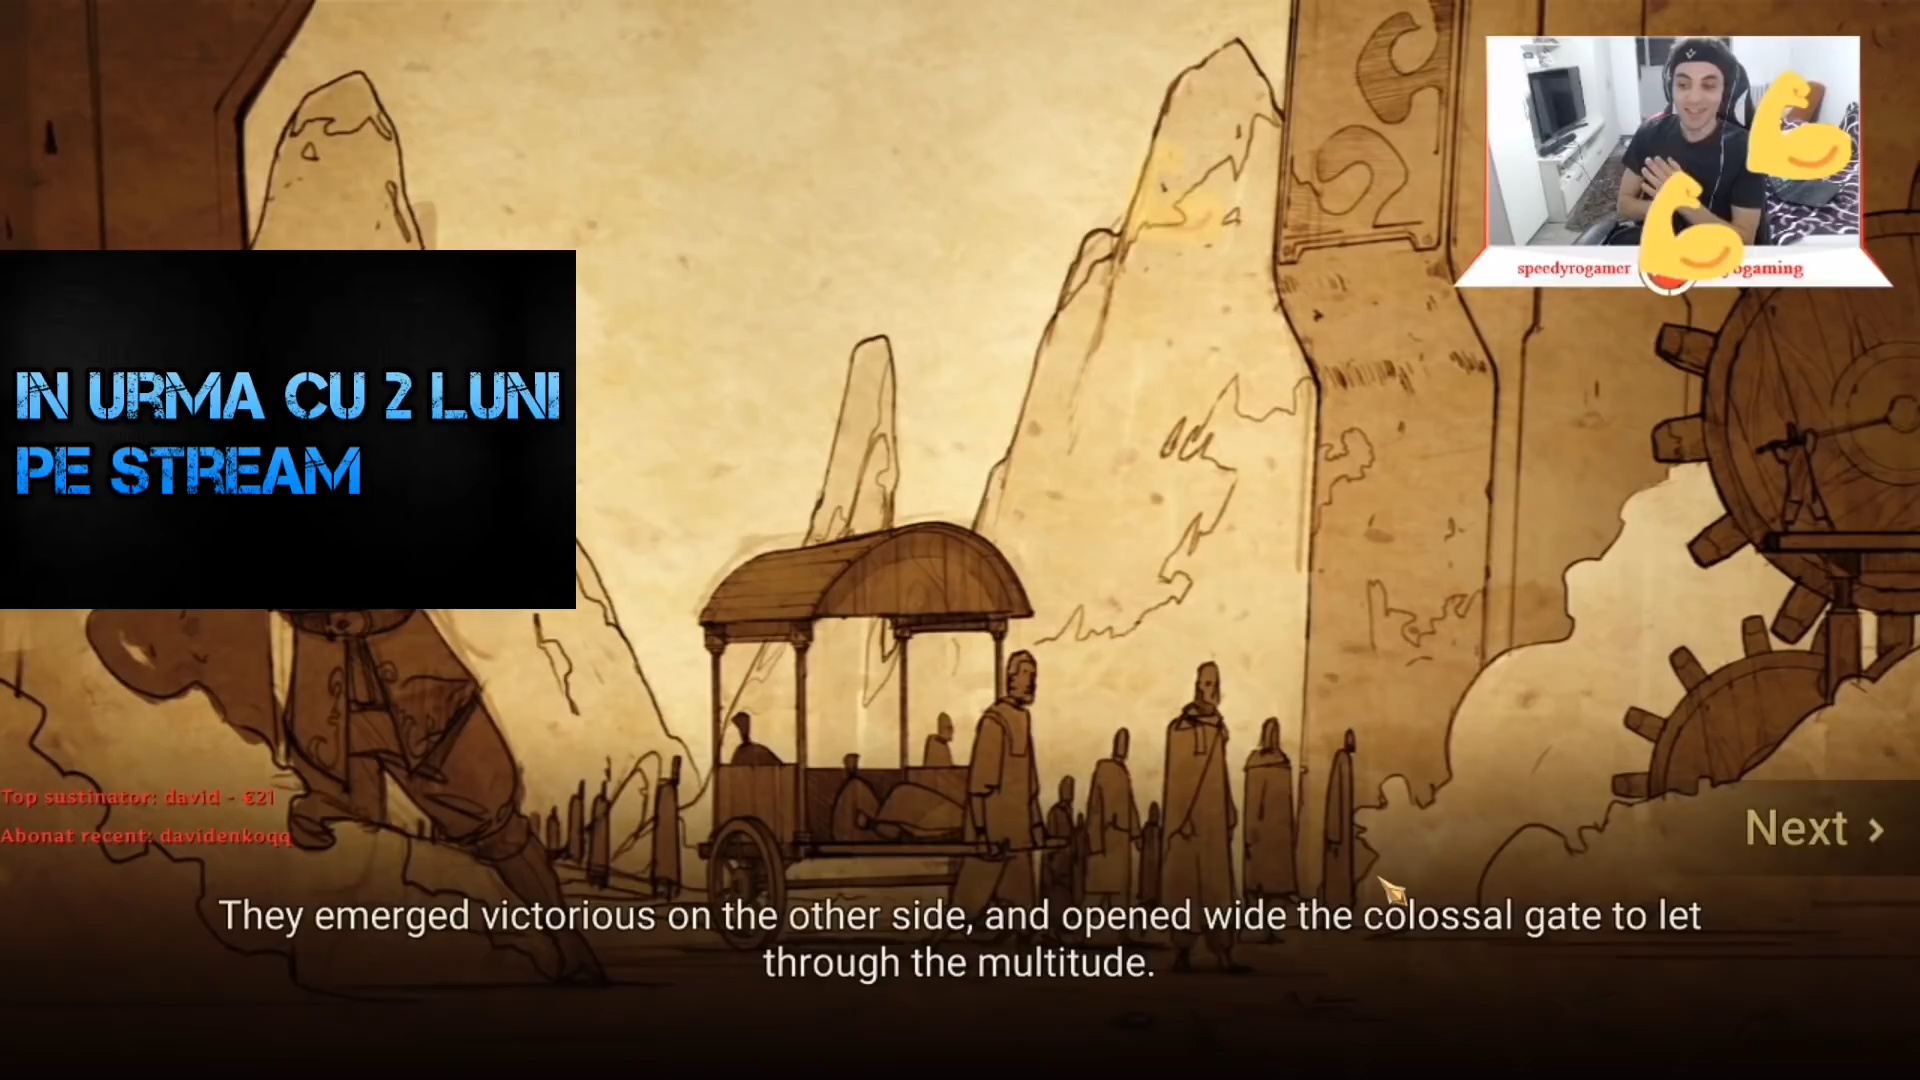 speedyrogamer
ogaming
IN URMA CU 2 LUNI
PE STREAM
Top sustinator: david - €21
Abonat recent: davidenkoqq
Next >
They emerged victorious on the other side, and opened wide the colossal gate to let
through the multitude.